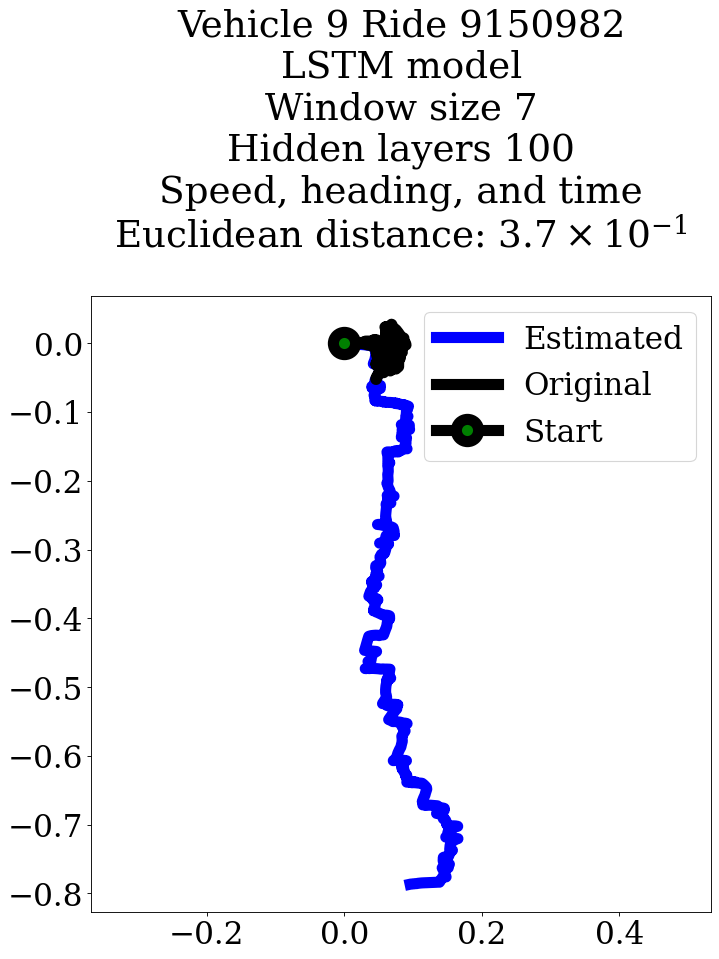 Vehicle 9 Ride 9150982
LSTM model
Window size 7
Hidden layers 100
Speed, heading, and time
Euclidean distance: 3.7 × 10⁻¹
Estimated
Original
Start
0.0
−0.1
−0.2
−0.3
−0.4
−0.5
−0.6
−0.7
−0.8
−0.2
0.0
0.2
0.4